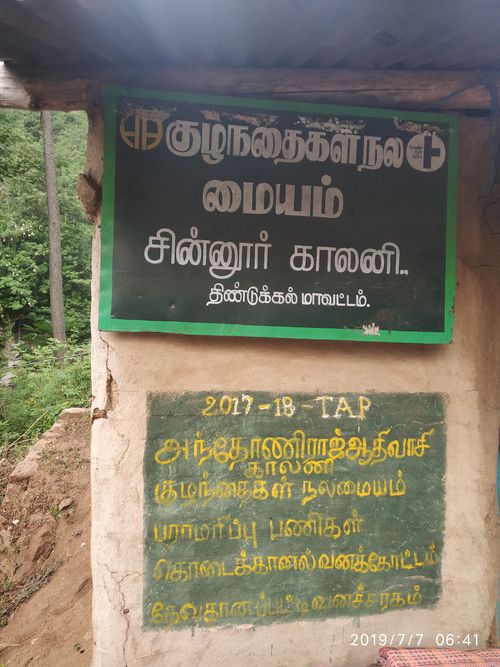 குழந்தைகள் நல
மையம்
சின்னூர் காலனி..
திண்டுக்கல் மாவட்டம்.
2017-18-TAP
அந்தோணிராஜ் ஆதிவாசி
காலணி
குழந்தைகள் நலமையம்
பராமரிப்பு பணிகள்
கொடைக்கானல் வனக்கோட்டம்
தேவதானப்பட்டி வனச்சரகம்
2019/7/7 06:41